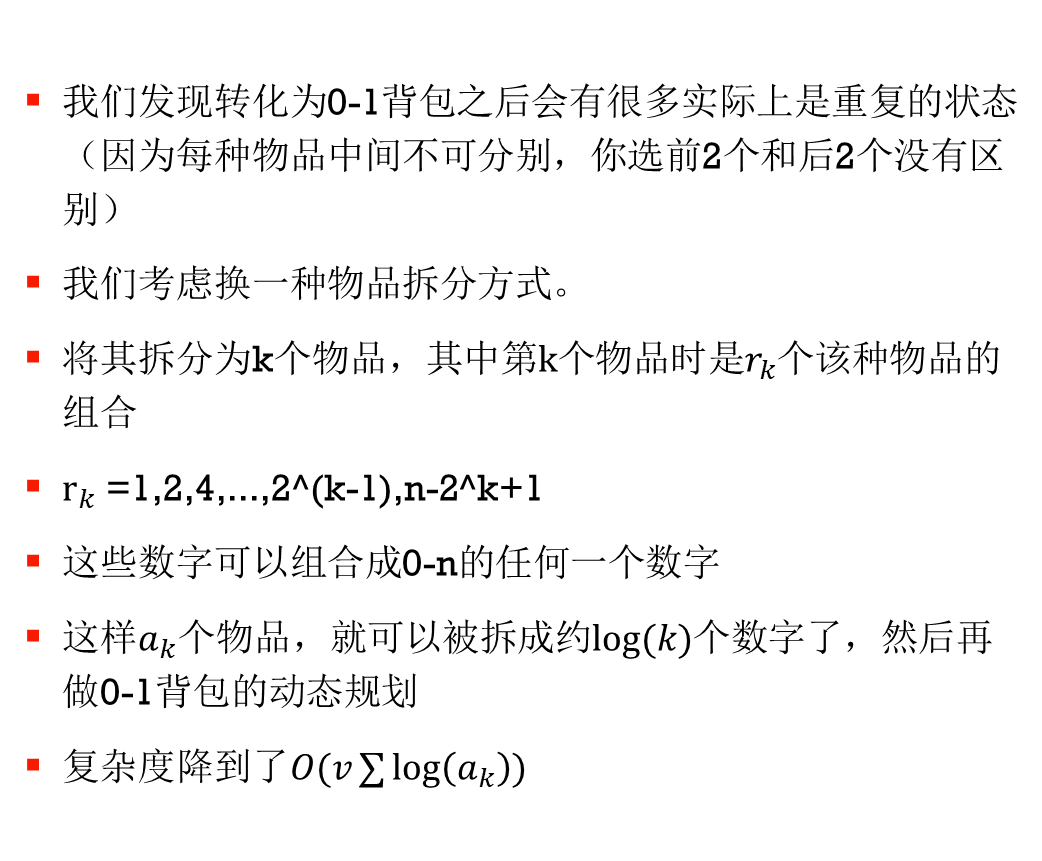 ▪ 我们发现转化为0-1背包之后会有很多实际上是重复的状态
（因为每种物品中间不可分别，你选前2个和后2个没有区
别）
▪ 我们考虑换一种物品拆分方式。
▪ 将其拆分为k个物品，其中第k个物品时是𝑟ₖ个该种物品的
组合
▪ rₖ =1,2,4,...,2^(k-1),n-2^k+1
▪ 这些数字可以组合成0-n的任何一个数字
▪ 这样𝑎ₖ个物品，就可以被拆成约log(𝑘)个数字了，然后再
做0-1背包的动态规划
▪ 复杂度降到了𝑂(𝑣 ∑ log(𝑎ₖ))